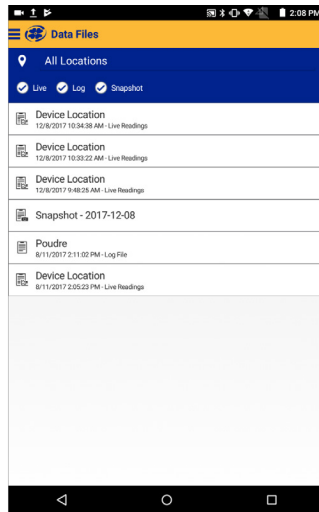 2:08 PM
Data Files
All Locations
Live Log Snapshot
Device Location
12/8/2017 10:34:38 AM - Live Readings
Device Location
12/8/2017 10:33:22 AM - Live Readings
Device Location
12/8/2017 9:48:25 AM - Live Readings
Snapshot - 2017-12-08
Poudre
8/11/2017 2:11:02 PM - Log File
Device Location
8/11/2017 2:05:23 PM - Live Readings